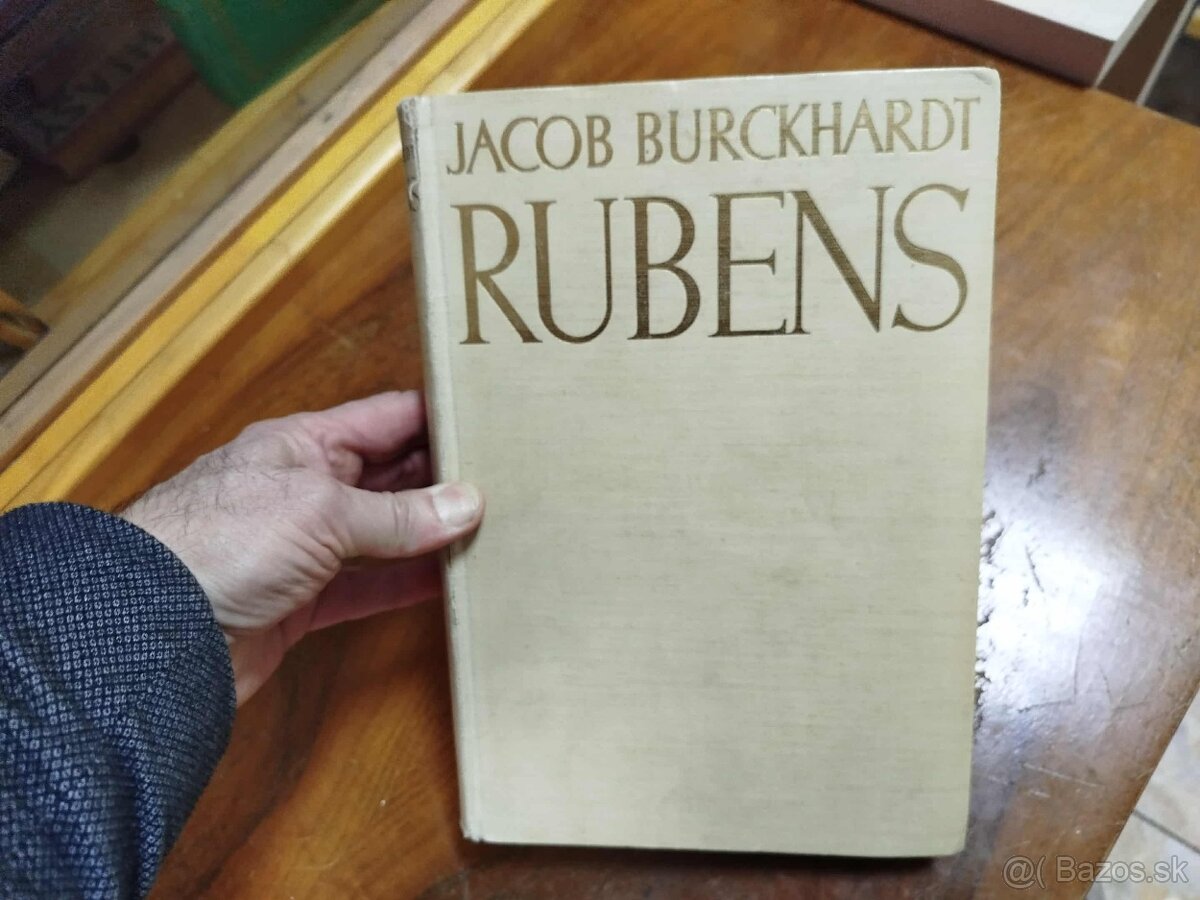 JACOB BURCKHARDT
RUBENS
@( Bazos.sk